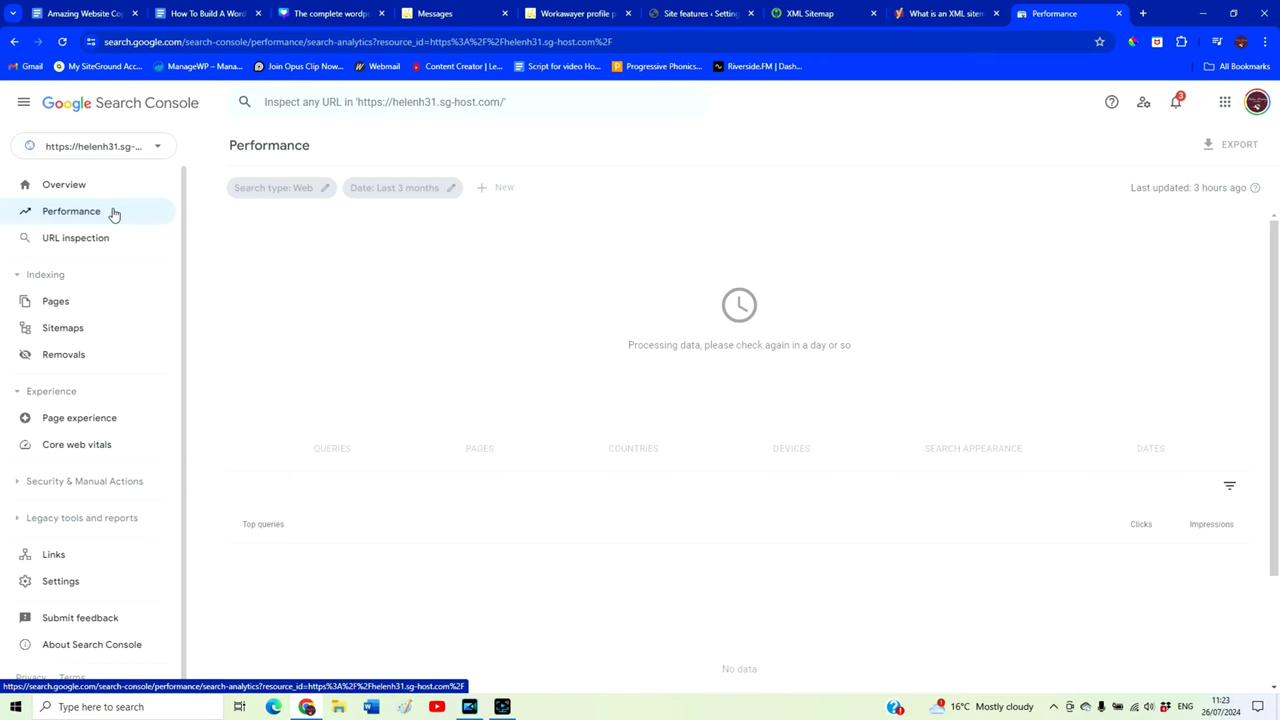 Amazing Website Co
How To Build A Word
The complete wordp
Messages
Workawayer profile p
Site features ‹ Setting
XML Sitemap
What is an XML sitem
Performance
search.google.com/search-console/performance/search-analytics?resource_id=https%3A%2F%2Fhelenh31.sg-host.com%2F
Gmail
My SiteGround Acc...
ManageWP – Mana...
Join Opus Clip Now...
Webmail
Content Creator | Le...
Script for video Ho...
Progressive Phonics...
Riverside.FM | Dash...
All Bookmarks
Google Search Console
Inspect any URL in 'https://helenh31.sg-host.com/'
3
https://helenh31.sg-...
Performance
EXPORT
Overview
Search type: Web
Date: Last 3 months
New
Last updated: 3 hours ago
Performance
URL inspection
Indexing
Pages
Sitemaps
Removals
Processing data, please check again in a day or so
Experience
Page experience
Core web vitals
QUERIES
PAGES
COUNTRIES
DEVICES
SEARCH APPEARANCE
DATES
Security & Manual Actions
Legacy tools and reports
Top queries
Clicks
Impressions
Links
Settings
Submit feedback
About Search Console
No data
Privacy
Terms
https://search.google.com/search-console/performance/search-analytics?resource_id=https%3A%2F%2Fhelenh31.sg-host.com%2F
Type here to search
16°C Mostly cloudy
ENG
11:23
26/07/2024